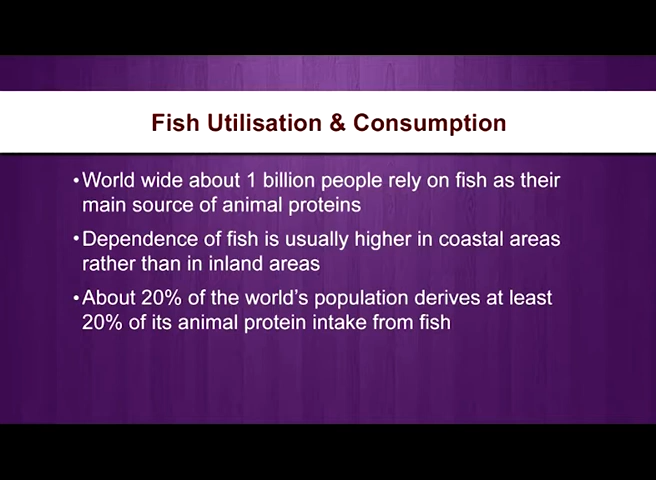 Fish Utilisation & Consumption
•World wide about 1 billion people rely on fish as their
main source of animal proteins
•Dependence of fish is usually higher in coastal areas
rather than in inland areas
•About 20% of the world's population derives at least
20% of its animal protein intake from fish